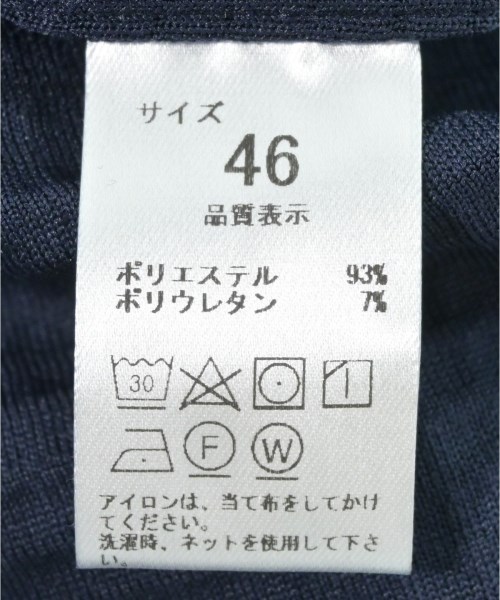 サイズ
46
品質表示
ポリエステル 93%
ポリウレタン 7%
30
F W
アイロンは、当て布をしてかけ
てください。
洗濯時、ネットを使用して下さ
い。